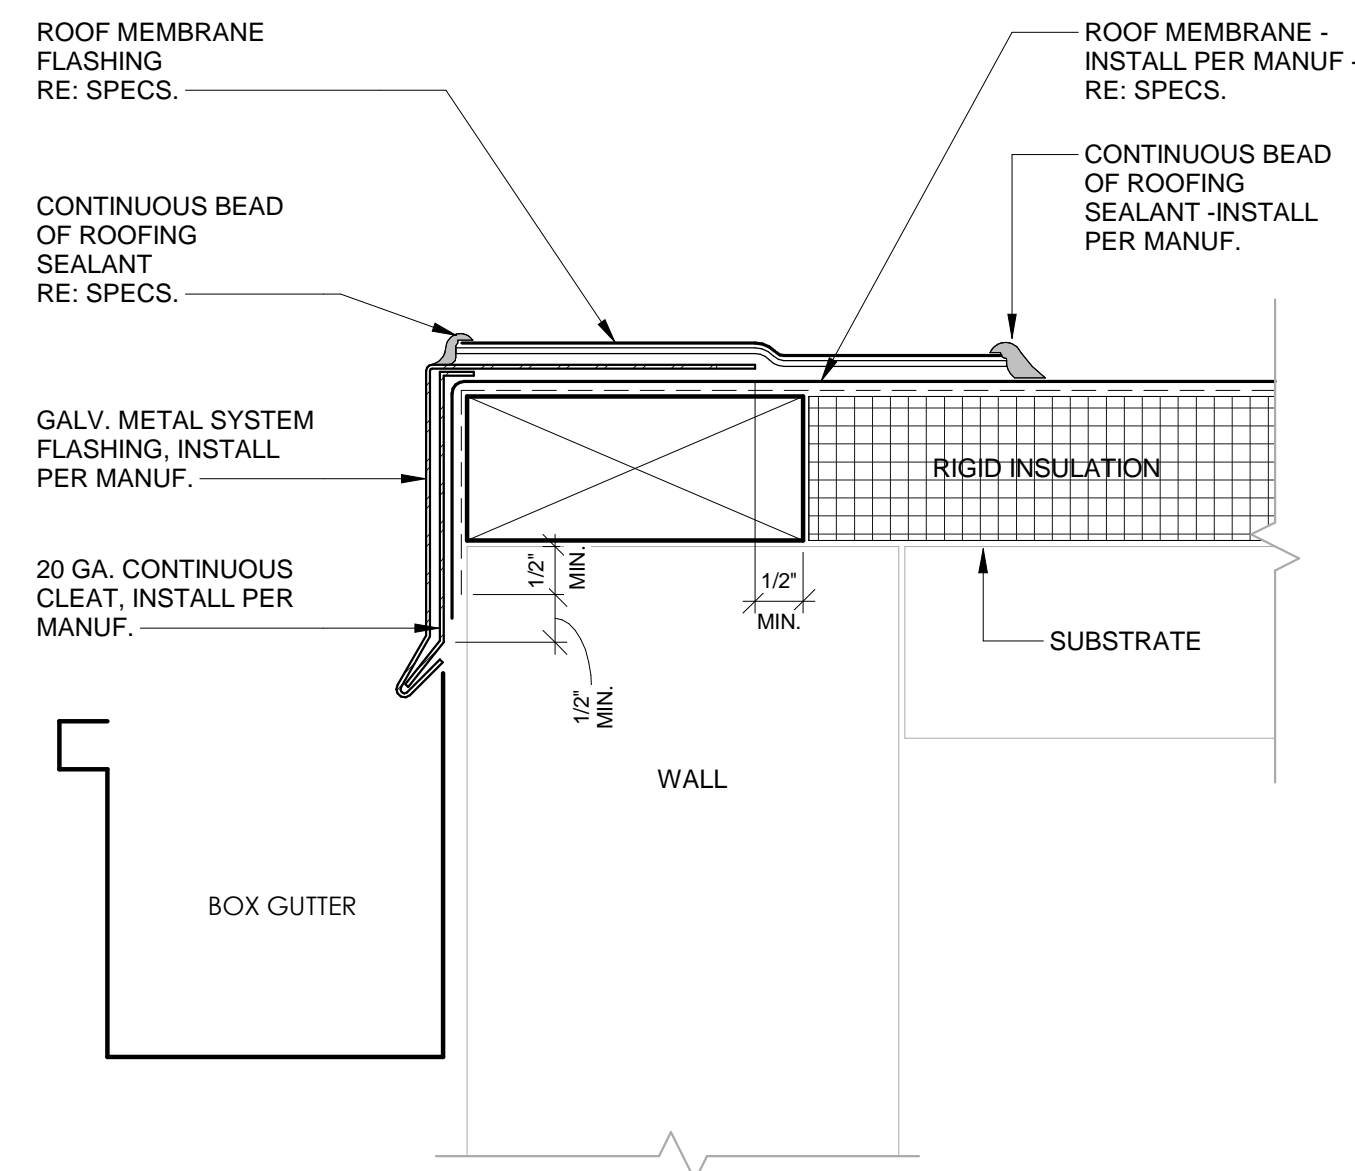 ROOF MEMBRANE
FLASHING
RE: SPECS.
ROOF MEMBRANE -
INSTALL PER MANUF -
RE: SPECS.
CONTINUOUS BEAD
OF ROOFING
SEALANT -INSTALL
PER MANUF.
CONTINUOUS BEAD
OF ROOFING
SEALANT
RE: SPECS.
GALV. METAL SYSTEM
FLASHING, INSTALL
PER MANUF.
RIGID INSULATION
20 GA. CONTINUOUS
CLEAT, INSTALL PER
MANUF.
1/2"
MIN.
1/2"
MIN.
1/2"
MIN.
SUBSTRATE
WALL
BOX GUTTER